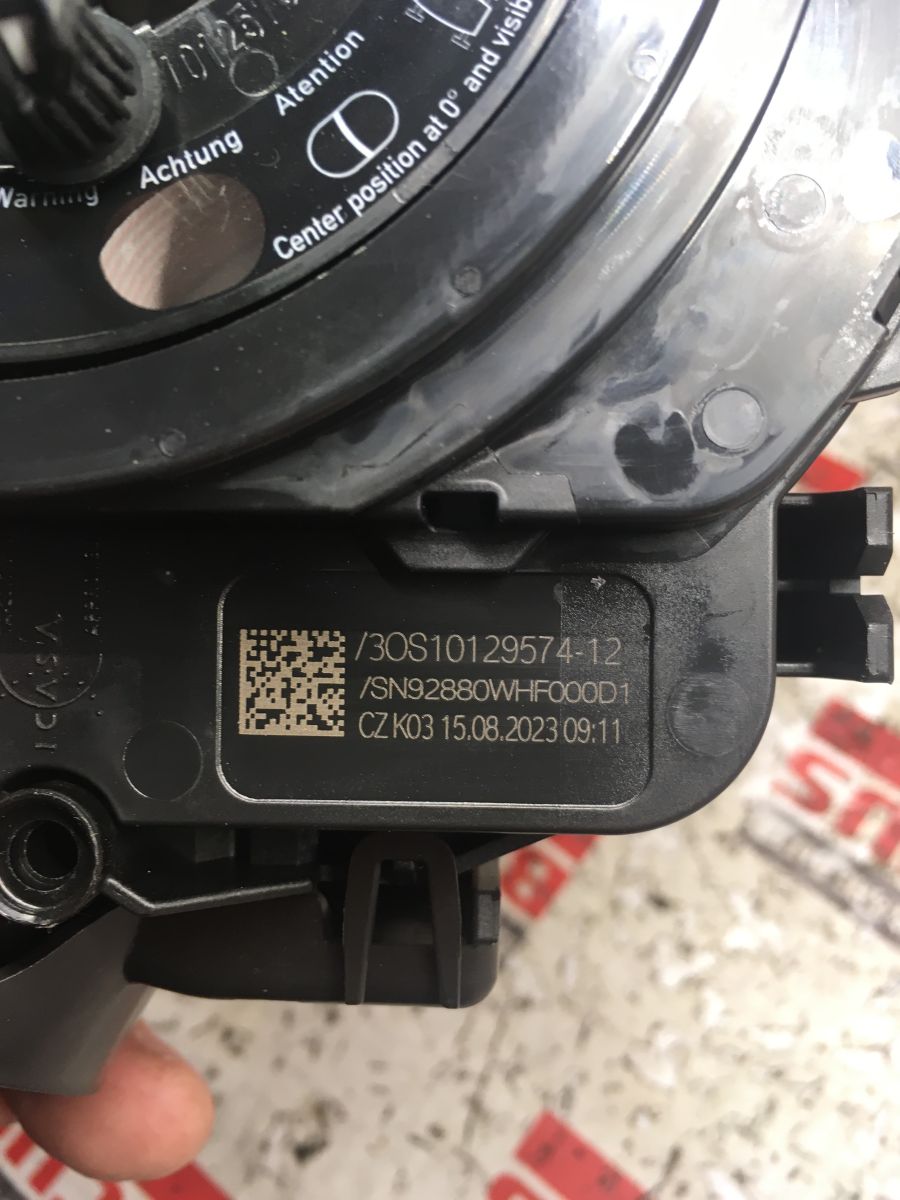 Warning
Achtung
Atention
Center position at 0° and visib
ICASA
/3OS10129574-12
/SN92880WHF000D1
CZ K03 15.08.2023 09:11